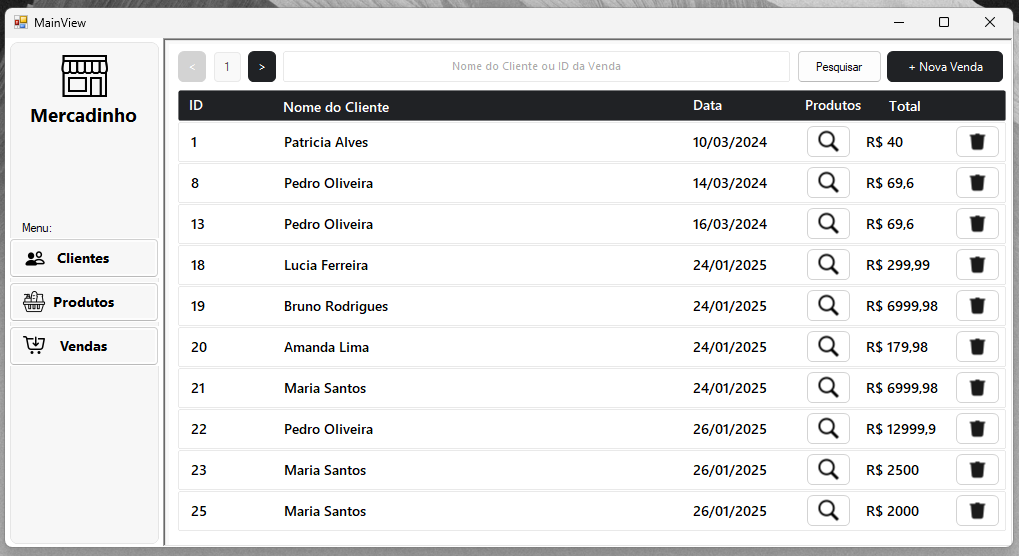 MainView
Mercadinho
Menu:
Clientes
Produtos
Vendas
< 1 > Nome do Cliente ou ID da Venda Pesquisar + Nova Venda
ID Nome do Cliente Data Produtos Total
1 Patricia Alves 10/03/2024 R$ 40
8 Pedro Oliveira 14/03/2024 R$ 69,6
13 Pedro Oliveira 16/03/2024 R$ 69,6
18 Lucia Ferreira 24/01/2025 R$ 299,99
19 Bruno Rodrigues 24/01/2025 R$ 6999,98
20 Amanda Lima 24/01/2025 R$ 179,98
21 Maria Santos 24/01/2025 R$ 6999,98
22 Pedro Oliveira 26/01/2025 R$ 12999,9
23 Maria Santos 26/01/2025 R$ 2500
25 Maria Santos 26/01/2025 R$ 2000